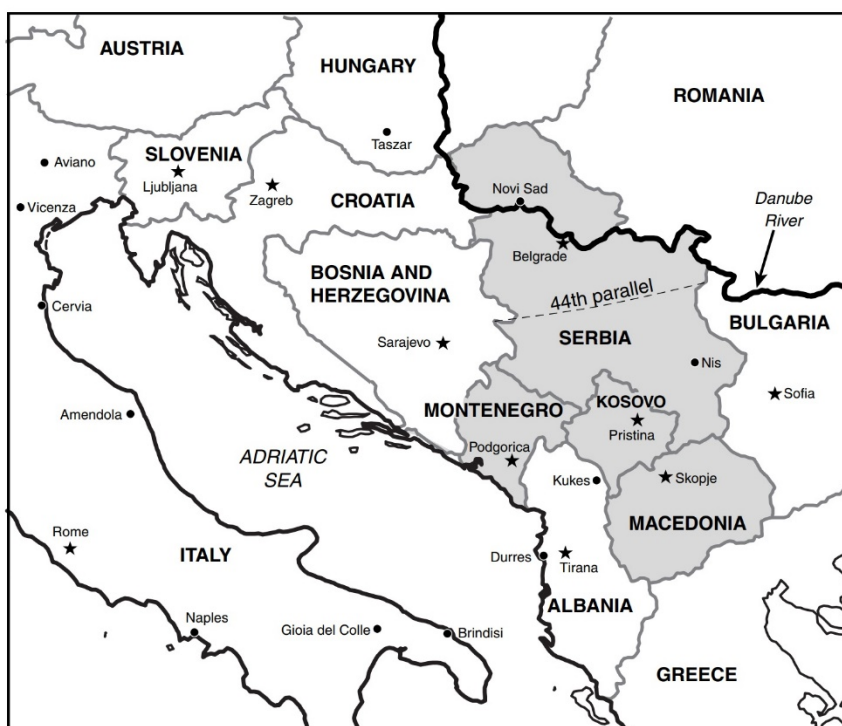 AUSTRIA
HUNGARY
ROMANIA
Taszar
Aviano
SLOVENIA
Ljubljana
Zagreb
CROATIA
Novi Sad
Vicenza
Danube
River
Belgrade
BOSNIA AND
HERZEGOVINA
44th parallel
Cervia
BULGARIA
Sarajevo
SERBIA
Nis
Sofia
KOSOVO
Amendola
MONTENEGRO
Pristina
ADRIATIC
SEA
Podgorica
Kukes
Skopje
MACEDONIA
Rome
ITALY
Durres
Tirana
ALBANIA
Naples
Gioia del Colle
Brindisi
GREECE